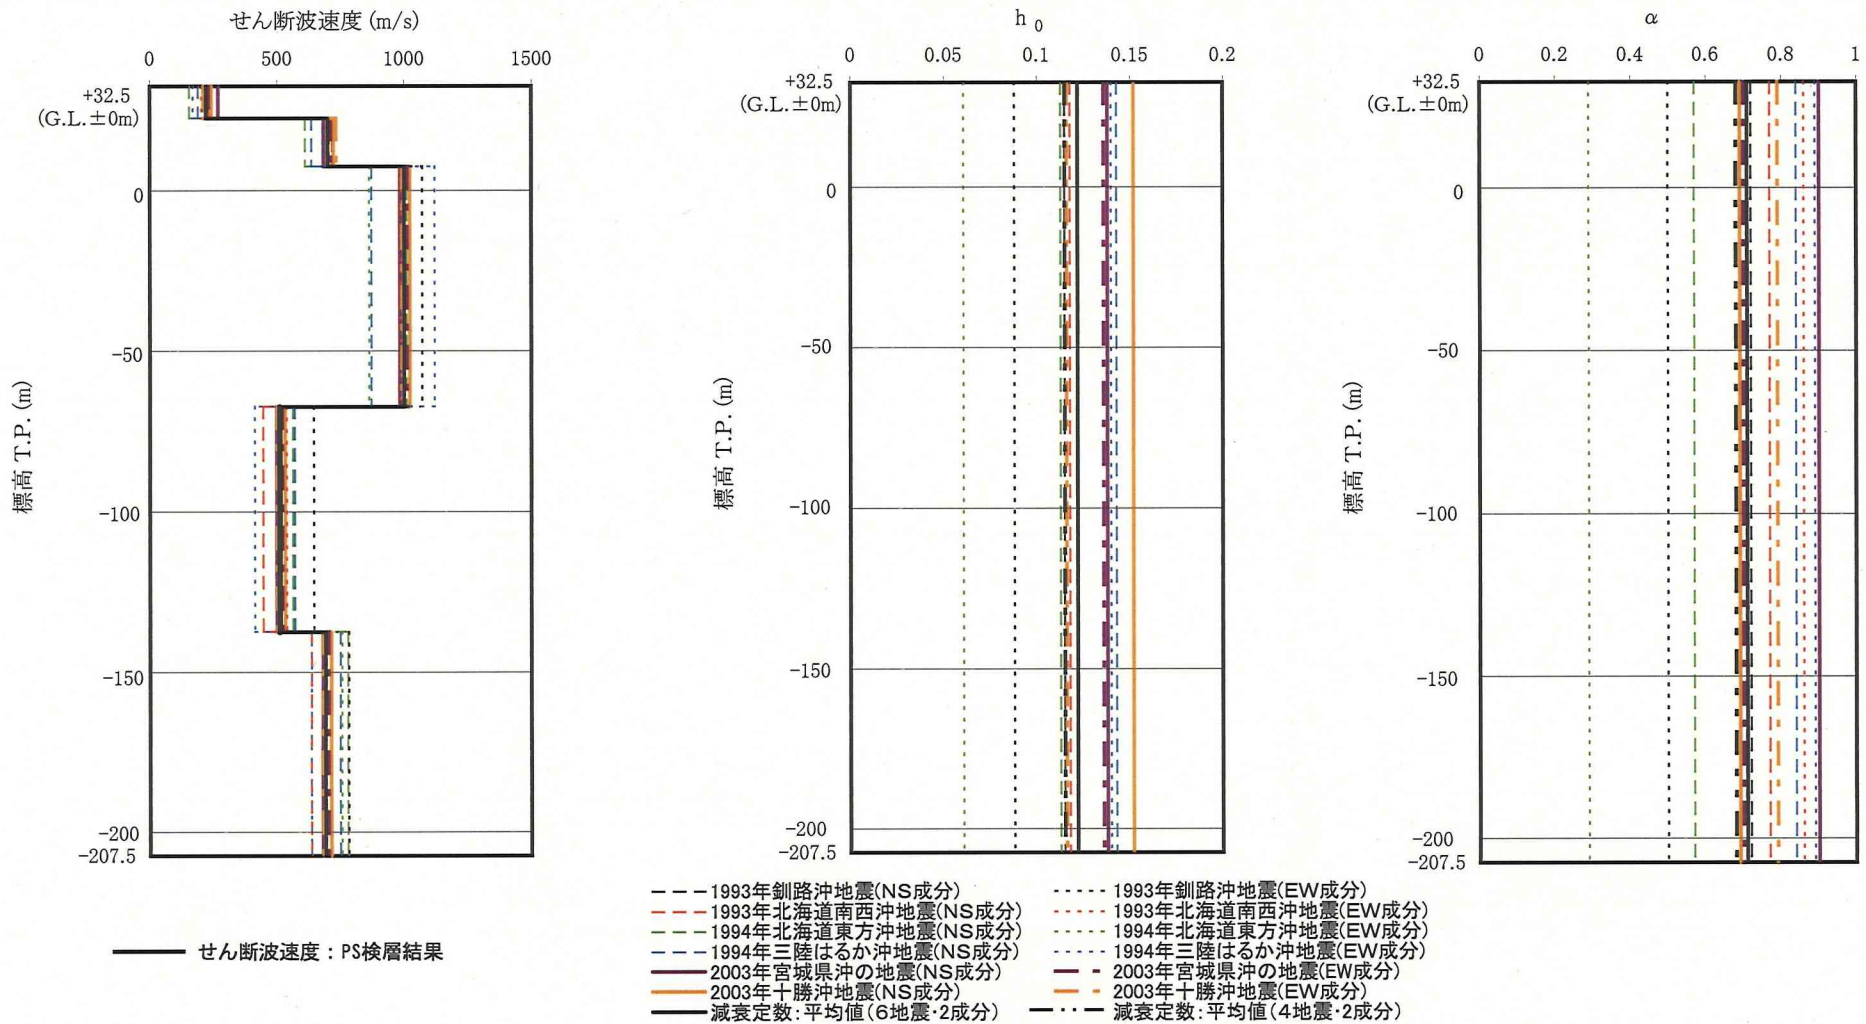 せん断波速度 (m/s)
0 500 1000 1500
+32.5
(G.L.±0m)
0
-50
-100
-150
-200
-207.5
標高 T.P. (m)
h0
0 0.05 0.1 0.15 0.2
+32.5
(G.L.±0m)
0
-50
-100
-150
-200
-207.5
標高 T.P. (m)
α
0 0.2 0.4 0.6 0.8 1
+32.5
(G.L.±0m)
0
-50
-100
-150
-200
-207.5
標高 T.P. (m)
せん断波速度：PS検層結果
1993年釧路沖地震(NS成分)
1993年北海道南西沖地震(NS成分)
1994年北海道東方沖地震(NS成分)
1994年三陸はるか沖地震(NS成分)
2003年宮城県沖の地震(NS成分)
2003年十勝沖地震(NS成分)
減衰定数:平均値(6地震・2成分)
1993年釧路沖地震(EW成分)
1993年北海道南西沖地震(EW成分)
1994年北海道東方沖地震(EW成分)
1994年三陸はるか沖地震(EW成分)
2003年宮城県沖の地震(EW成分)
2003年十勝沖地震(EW成分)
減衰定数:平均値(4地震・2成分)